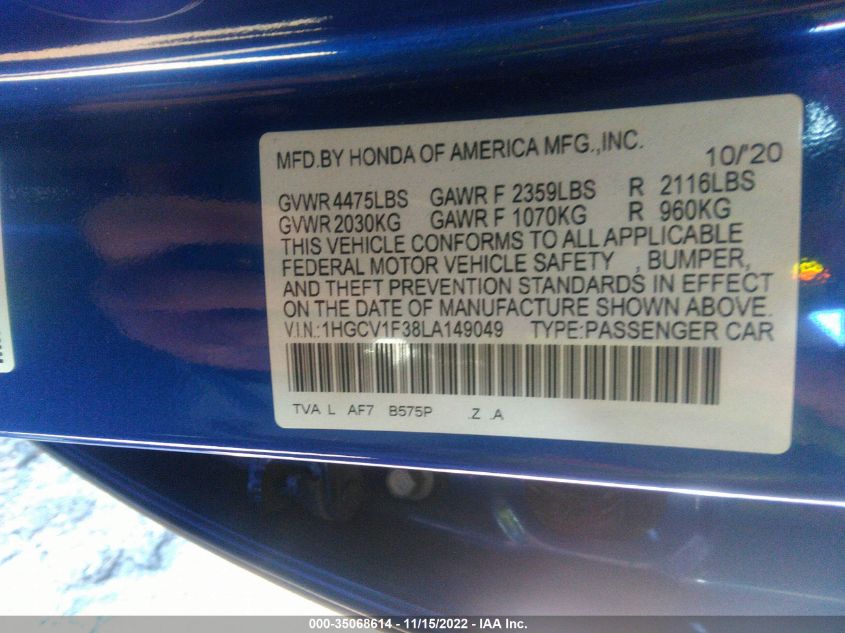 MFD.BY HONDA OF AMERICA MFG.,INC. 10/'20
GVWR 4475LBS GAWR F 2359LBS R 2116LBS
GVWR 2030KG GAWR F 1070KG R 960KG
THIS VEHICLE CONFORMS TO ALL APPLICABLE
FEDERAL MOTOR VEHICLE SAFETY , BUMPER,
AND THEFT PREVENTION STANDARDS IN EFFECT
ON THE DATE OF MANUFACTURE SHOWN ABOVE.
V.I.N.:1HGCV1F38LA149049 TYPE:PASSENGER CAR
TVA L AF7 B575P .Z .A
000-35068614 - 11/15/2022 - IAA Inc.